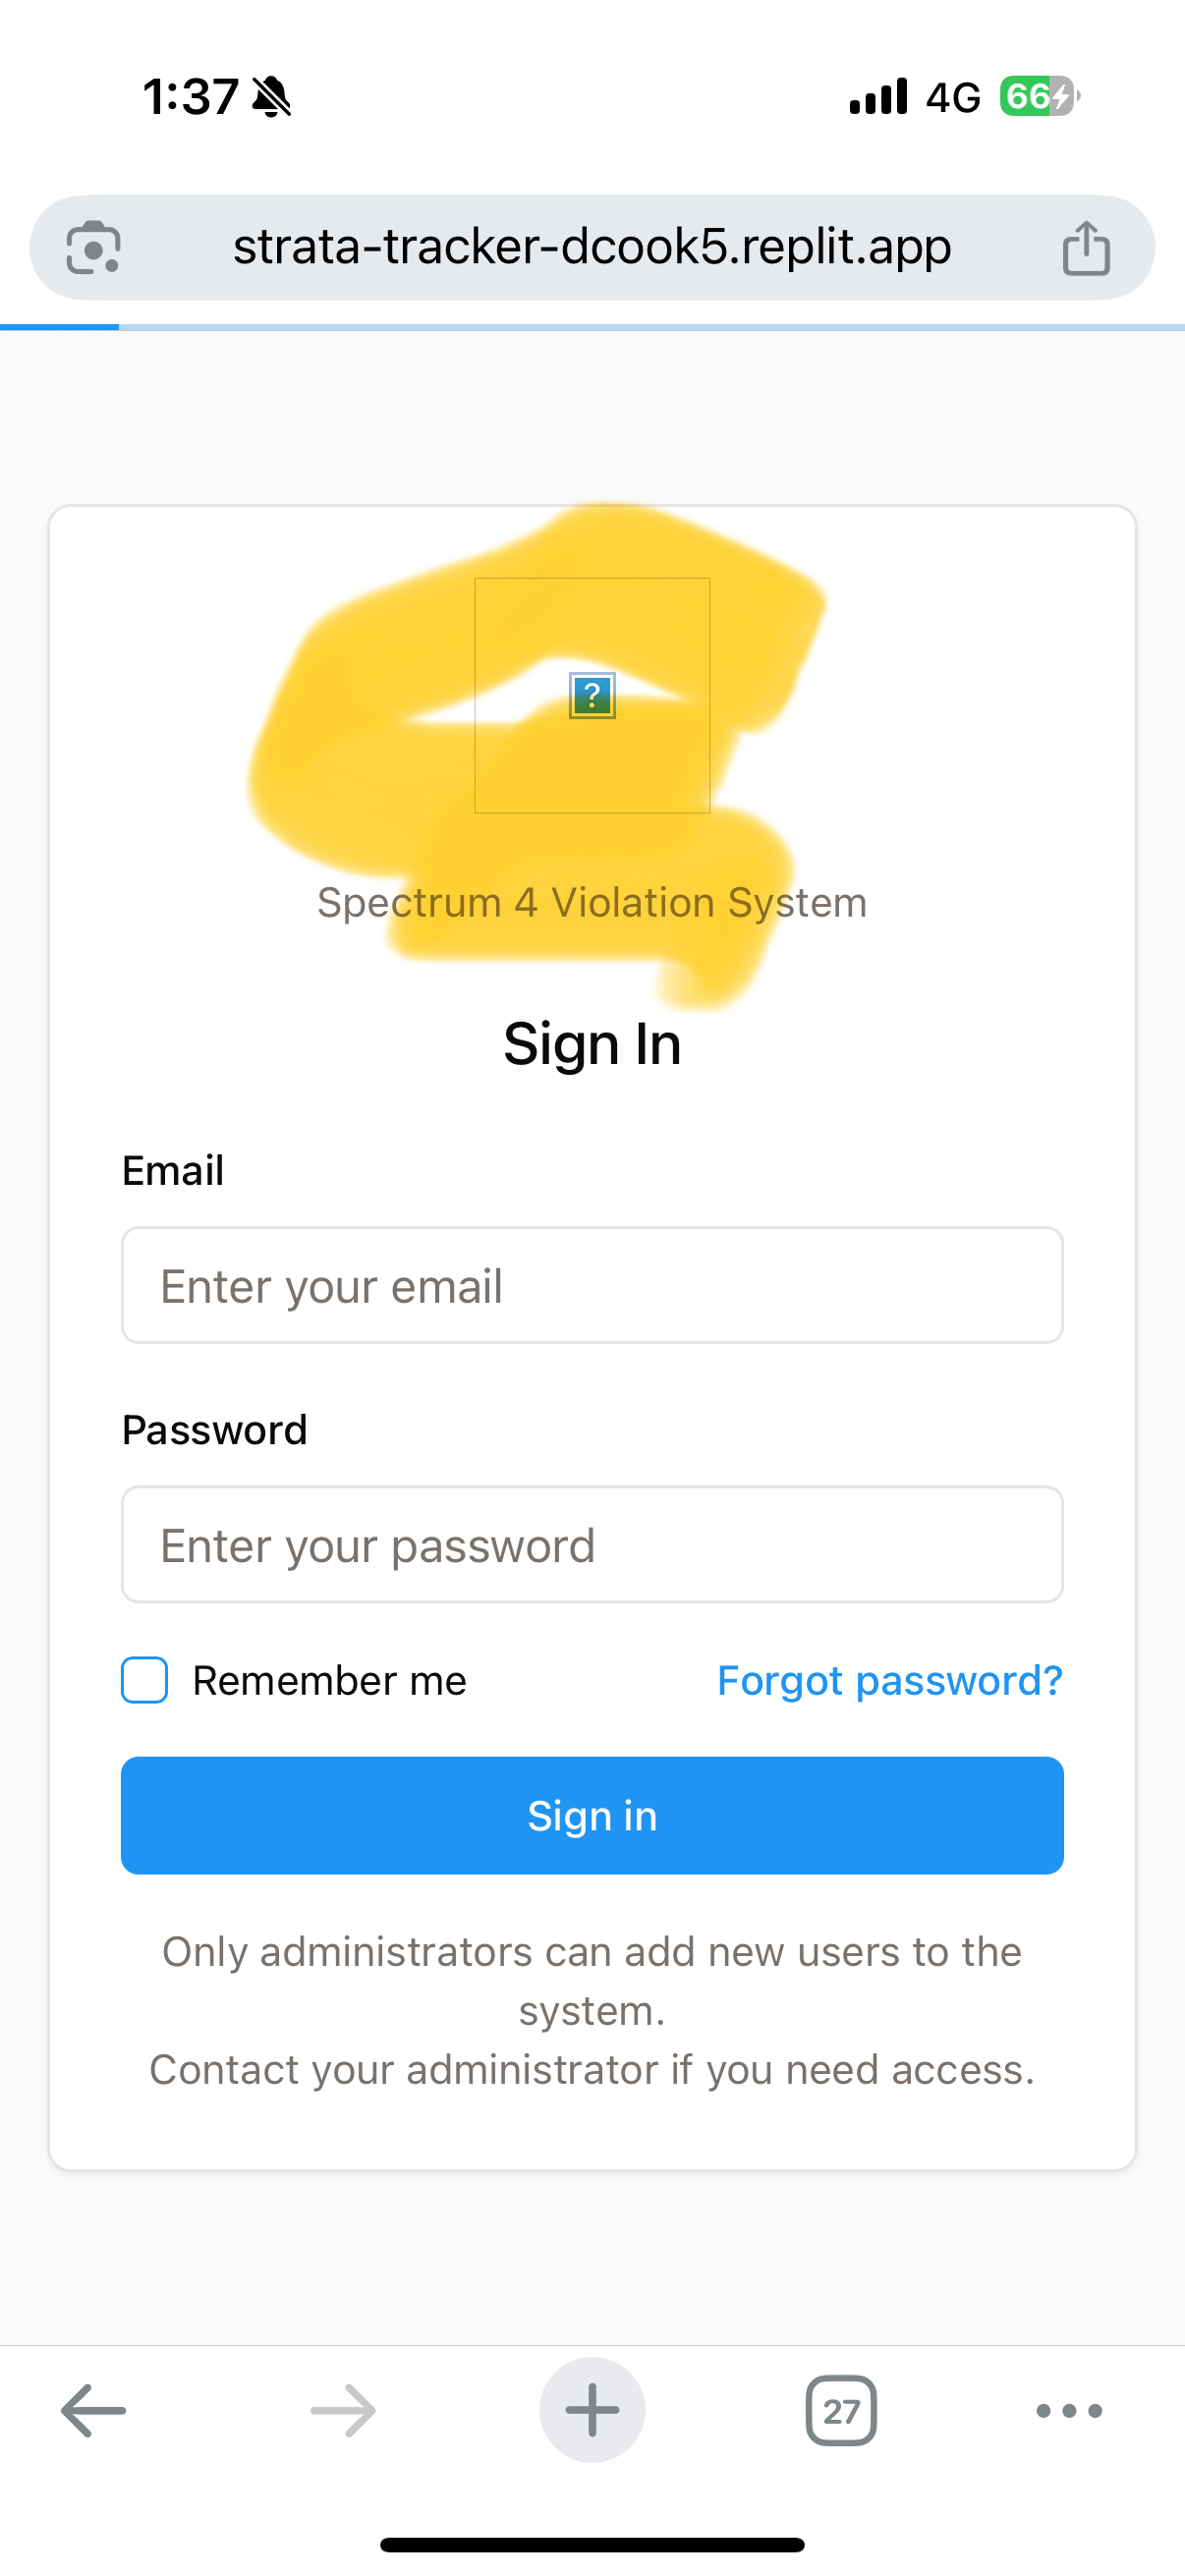 1:37 4G 66
strata-tracker-dcook5.replit.app
?
Spectrum 4 Violation System
Sign In
Email
Enter your email
Password
Enter your password
Remember me Forgot password?
Sign in
Only administrators can add new users to the
system.
Contact your administrator if you need access.
27